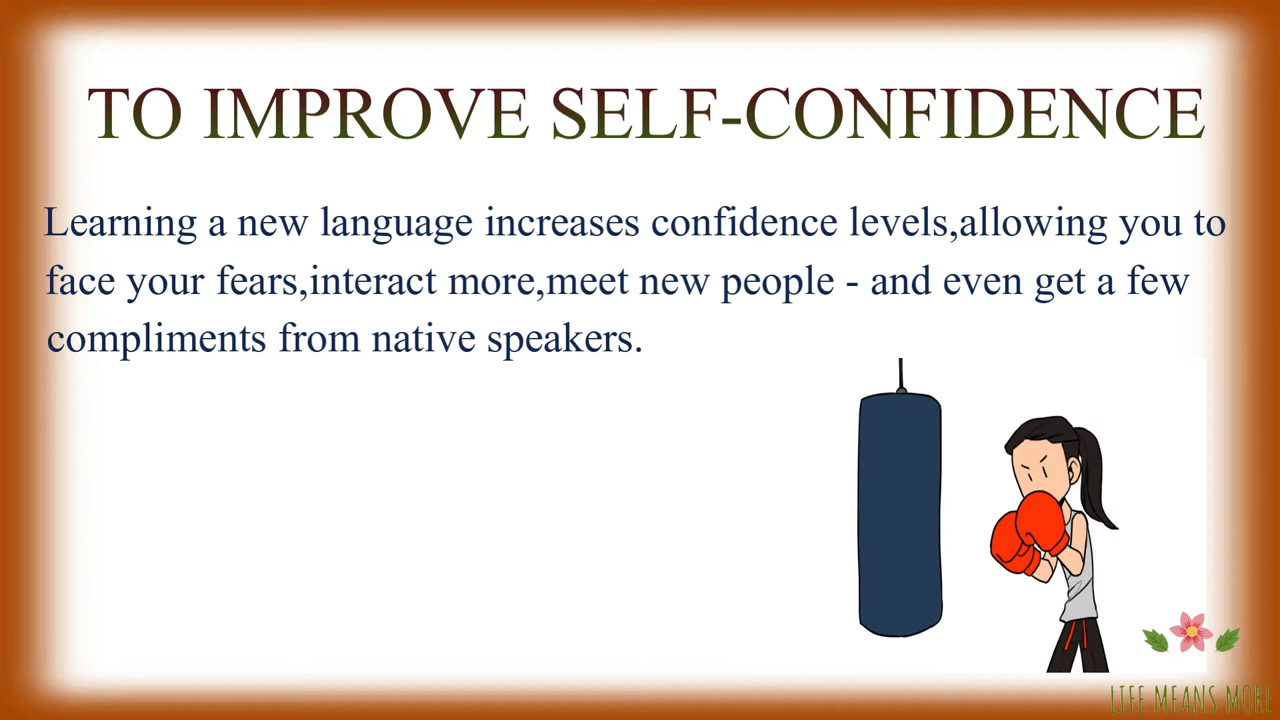 TO IMPROVE SELF-CONFIDENCE
Learning a new language increases confidence levels,allowing you to
face your fears,interact more,meet new people - and even get a few
compliments from native speakers.
LIFE MEANS MORE